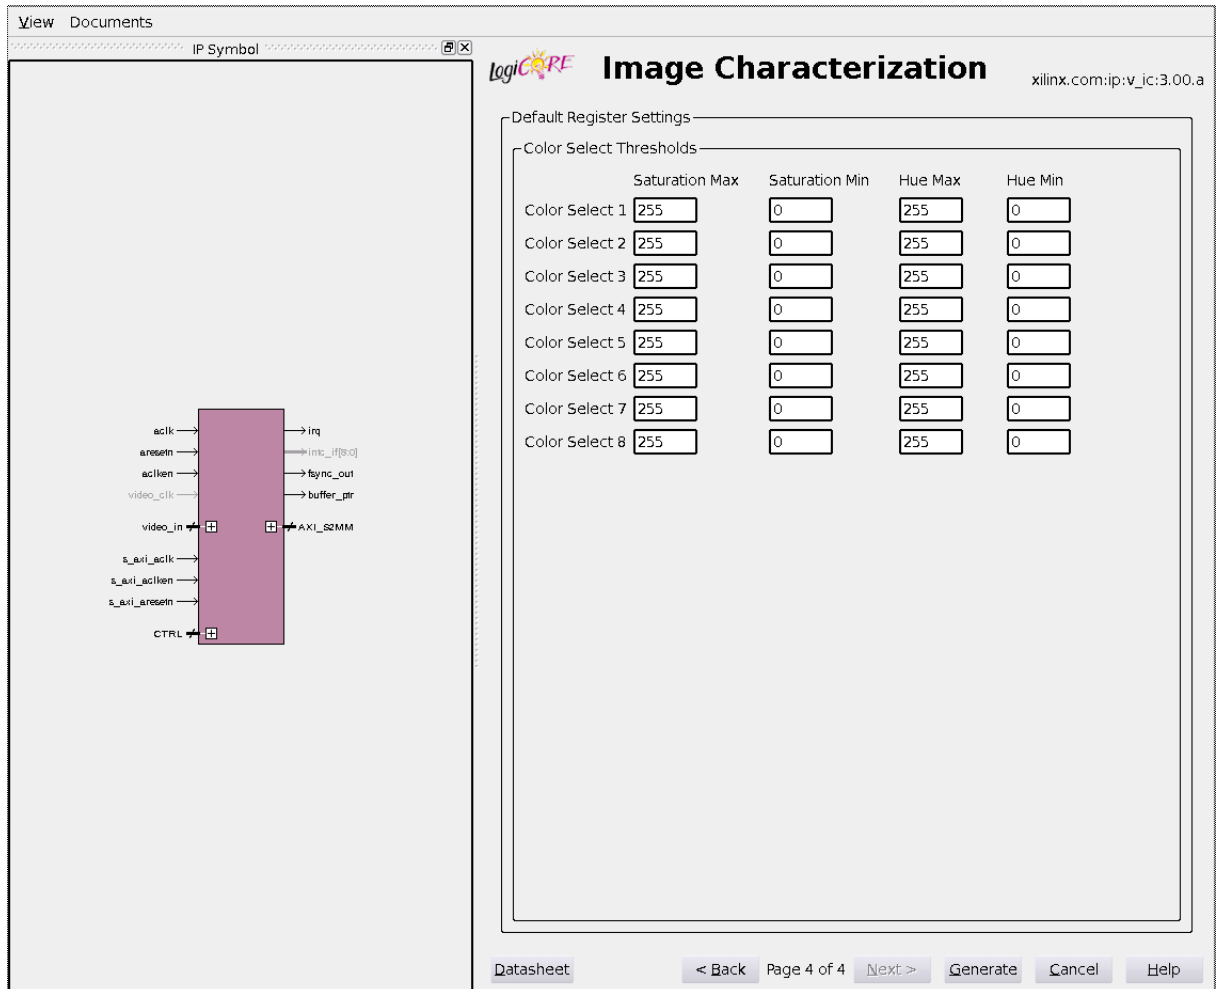 View Documents
IP Symbol
logiCORE
Image Characterization
xilinx.com:ip:v_ic:3.00.a
Default Register Settings
Color Select Thresholds
Saturation Max Saturation Min Hue Max Hue Min
Color Select 1 255 0 255 0
Color Select 2 255 0 255 0
Color Select 3 255 0 255 0
Color Select 4 255 0 255 0
Color Select 5 255 0 255 0
Color Select 6 255 0 255 0
Color Select 7 255 0 255 0
Color Select 8 255 0 255 0
aclk irq
aresetn intc_if[8:0]
aclken fsync_out
video_clk buffer_ptr
video_in AXI_S2MM
s_axi_aclk
s_axi_aclken
s_axi_aresetn
CTRL
Datasheet < Back Page 4 of 4 Next > Generate Cancel Help